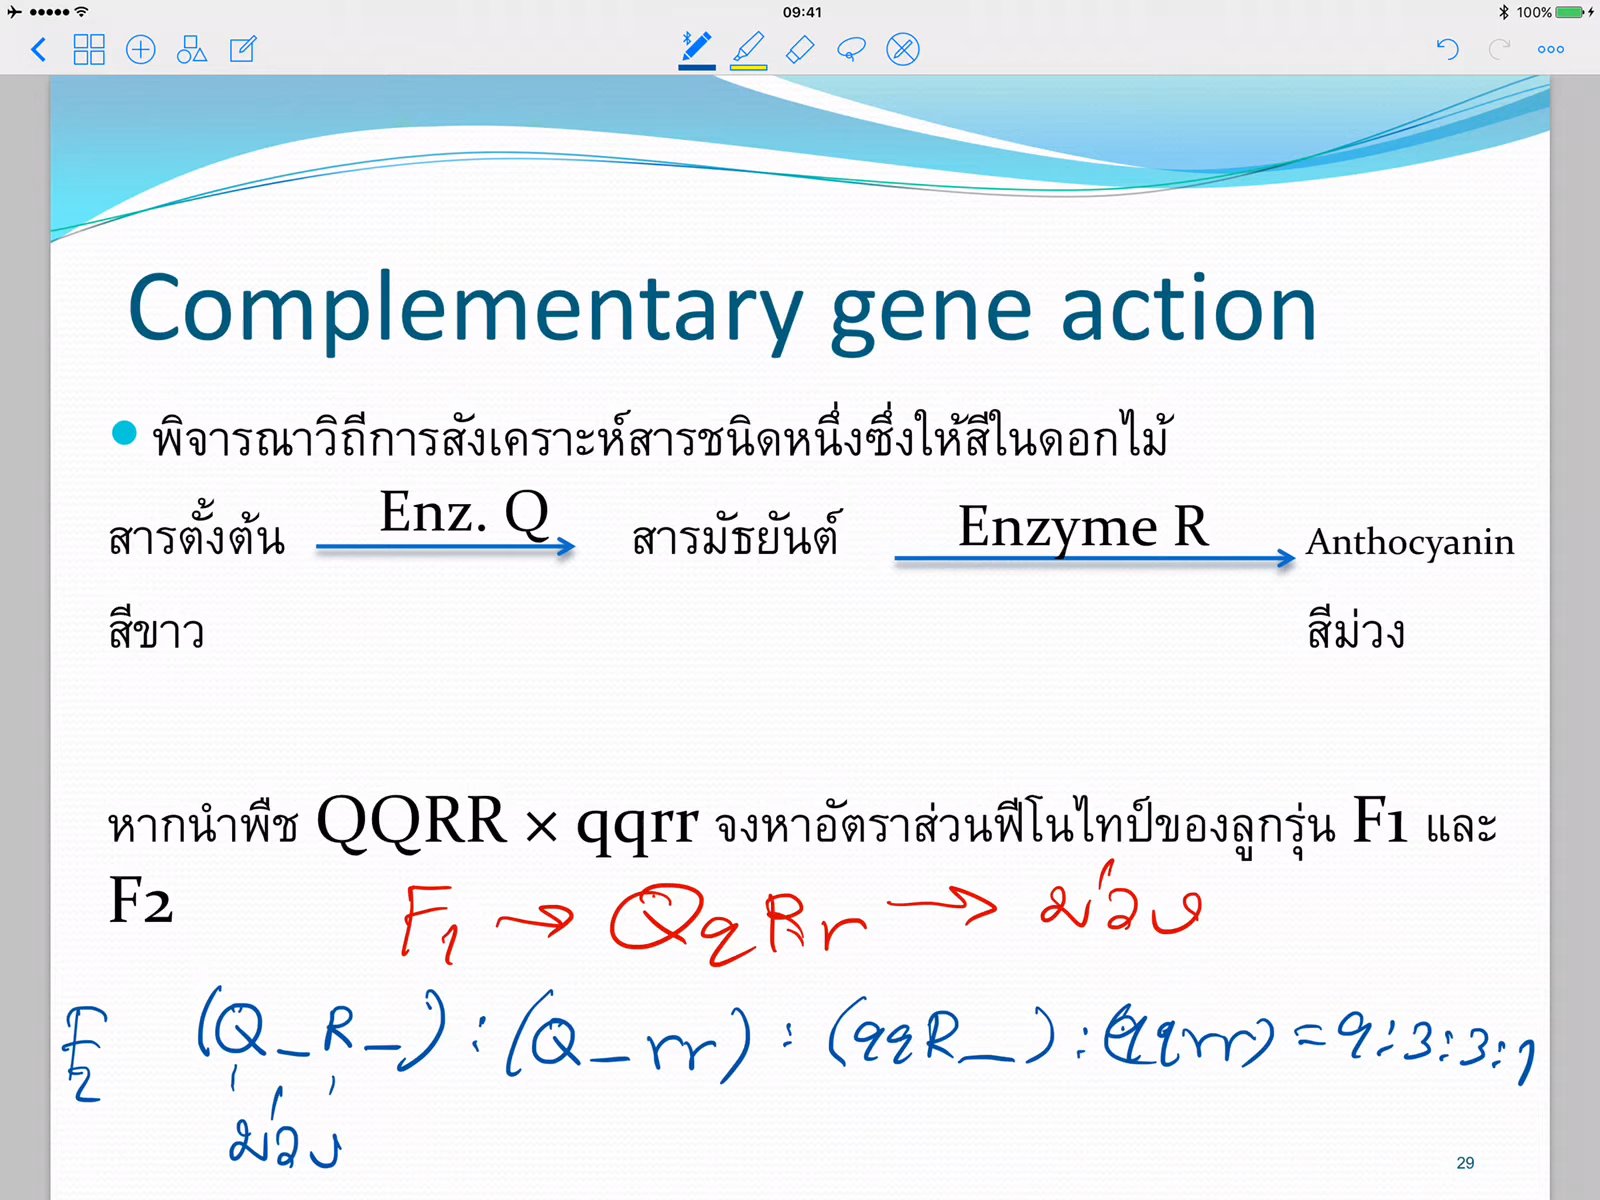 09:41
100%
Complementary gene action
พิจารณาวิถีการสังเคราะห์สารชนิดหนึ่งซึ่งให้สีในดอกไม้
สารตั้งต้น Enz. Q สารมัธยันต์ Enzyme R Anthocyanin
สีขาว สีม่วง
หากนำพืช QQRR × qqrr จงหาอัตราส่วนฟีโนไทป์ของลูกรุ่น F1 และ
F2
F1 → QqRr → ม่วง
F2 (Q_R_) : (Q_rr) : (qqR_) : (qqrr) = 9:3:3:1
ม่วง
29